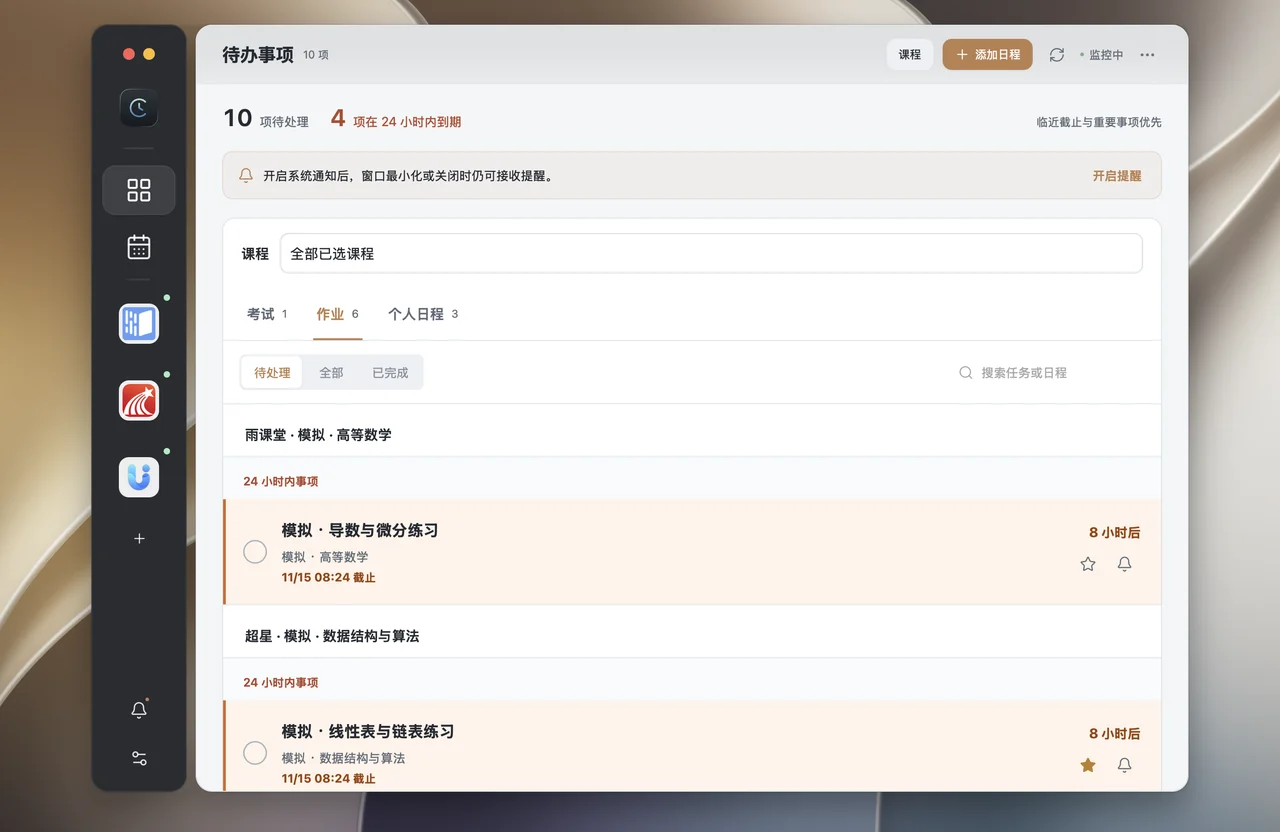 待办事项 10 项
课程
+ 添加日程
监控中
10 项待处理 4 项在 24 小时内到期
临近截止与重要事项优先
开启系统通知后，窗口最小化或关闭时仍可接收提醒。
开启提醒
课程 全部已选课程
考试 1 作业 6 个人日程 3
待处理 全部 已完成
搜索任务或日程
雨课堂 · 模拟 · 高等数学
24 小时内事项
模拟 · 导数与微分练习
8 小时后
模拟 · 高等数学
11/15 08:24 截止
超星 · 模拟 · 数据结构与算法
24 小时内事项
模拟 · 线性表与链表练习
8 小时后
模拟 · 数据结构与算法
11/15 08:24 截止